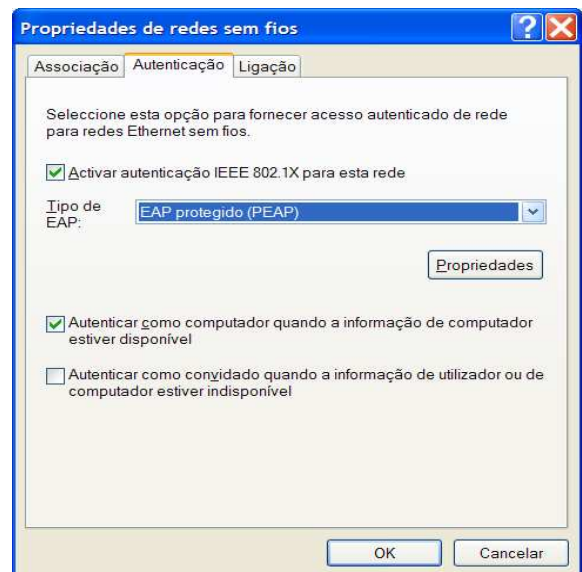 Propriedades de redes sem fios
Associação Autenticação Ligação
Seleccione esta opção para fornecer acesso autenticado de rede
para redes Ethernet sem fios.
Activar autenticação IEEE 802.1X para esta rede
Tipo de
EAP:
EAP protegido (PEAP)
Propriedades
Autenticar como computador quando a informação de computador
estiver disponível
Autenticar como convidado quando a informação de utilizador ou de
computador estiver indisponível
OK Cancelar